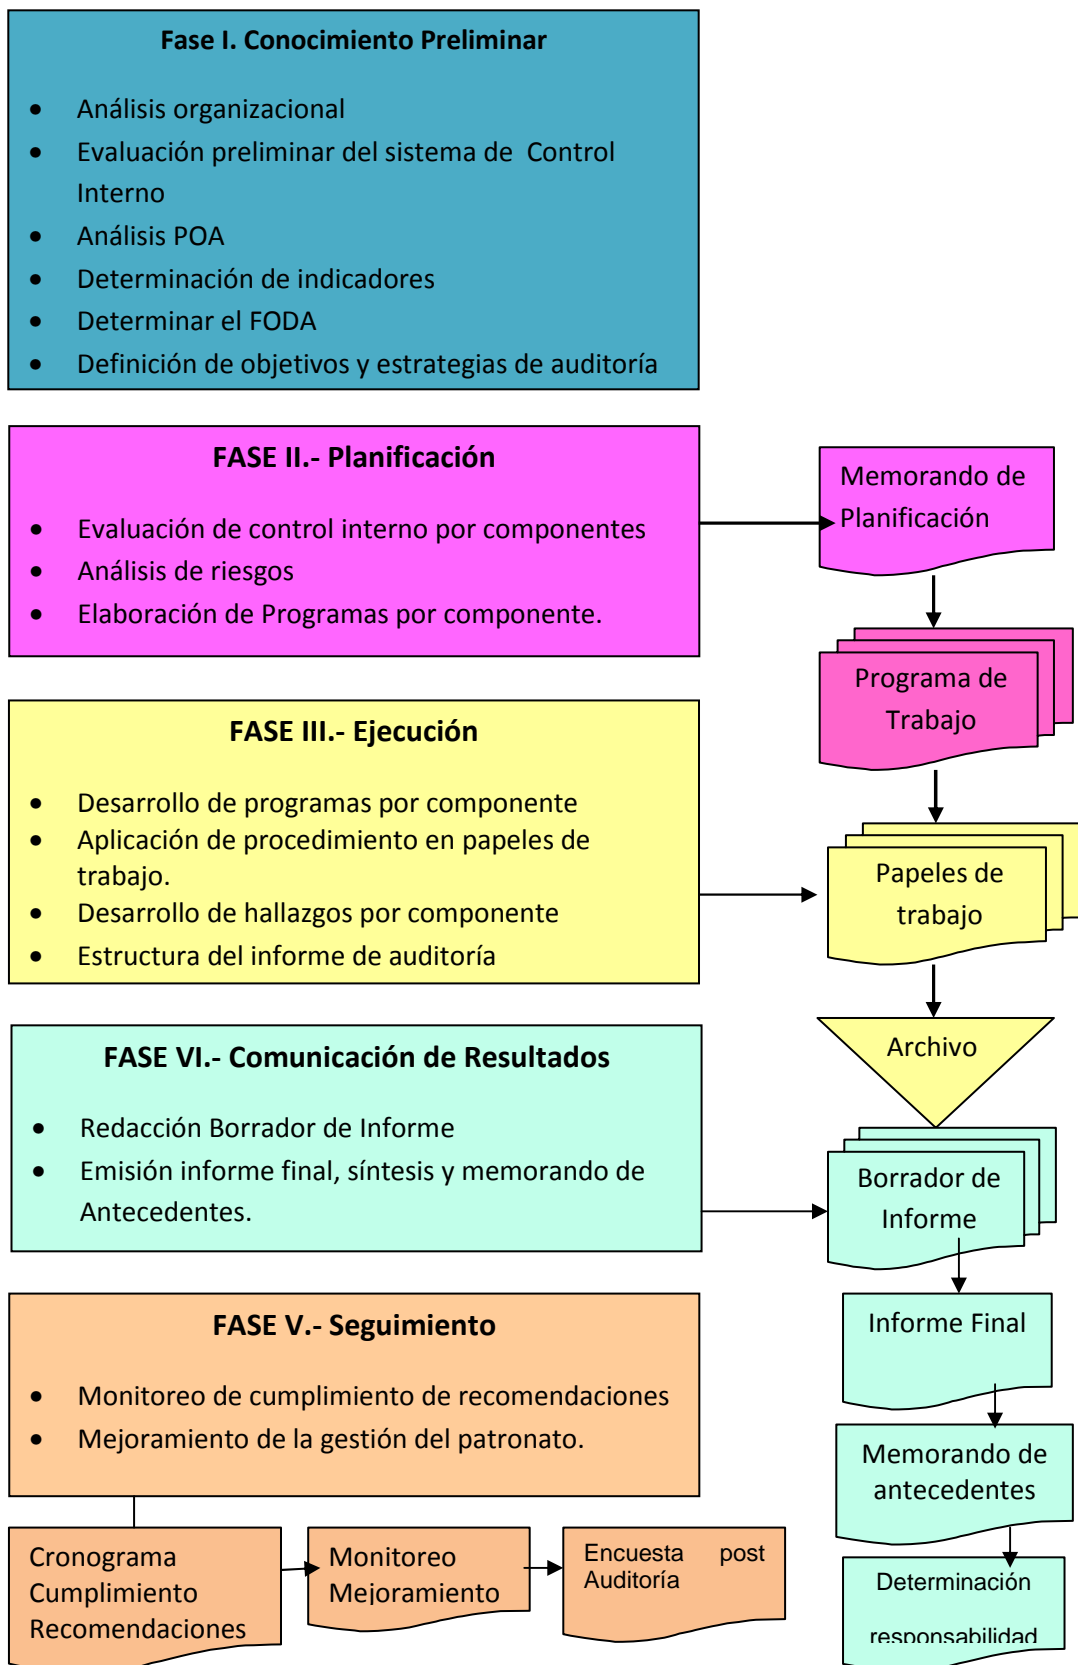 Fase I. Conocimiento Preliminar
• Análisis organizacional
• Evaluación preliminar del sistema de Control
Interno
• Análisis POA
• Determinación de indicadores
• Determinar el FODA
• Definición de objetivos y estrategias de auditoría
FASE II.- Planificación
• Evaluación de control interno por componentes
• Análisis de riesgos
• Elaboración de Programas por componente.
Memorando de
Planificación
Programa de
Trabajo
FASE III.- Ejecución
• Desarrollo de programas por componente
• Aplicación de procedimiento en papeles de
trabajo.
• Desarrollo de hallazgos por componente
• Estructura del informe de auditoría
Papeles de
trabajo
Archivo
FASE VI.- Comunicación de Resultados
• Redacción Borrador de Informe
• Emisión informe final, síntesis y memorando de
Antecedentes.
Borrador de
Informe
Informe Final
Memorando de
antecedentes
Determinación
responsabilidad
FASE V.- Seguimiento
• Monitoreo de cumplimiento de recomendaciones
• Mejoramiento de la gestión del patronato.
Cronograma
Cumplimiento
Recomendaciones
Monitoreo
Mejoramiento
Encuesta post
Auditoría